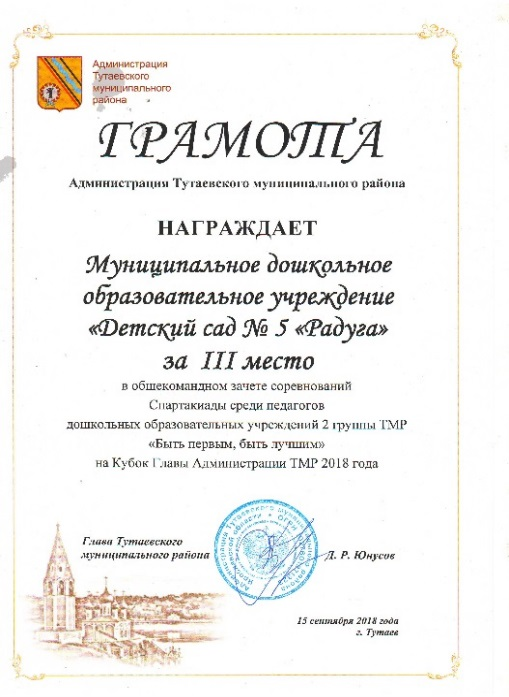 Администрация
Тутаевского
муниципального
района
ГРАМОТА
Администрация Тутаевского муниципального района
НАГРАЖДАЕТ
Муниципальное дошкольное
образовательное учреждение
«Детский сад № 5 «Радуга»
за III место
в общекомандном зачете соревнований
Спартакиады среди педагогов
дошкольных образовательных учреждений 2 группы ТМР
«Быть первым, быть лучшим»
на Кубок Главы Администрации ТМР 2018 года
Глава Тутаевского
муниципального района
Д. Р. Юнусов
15 сентября 2018 года
г. Тутаев